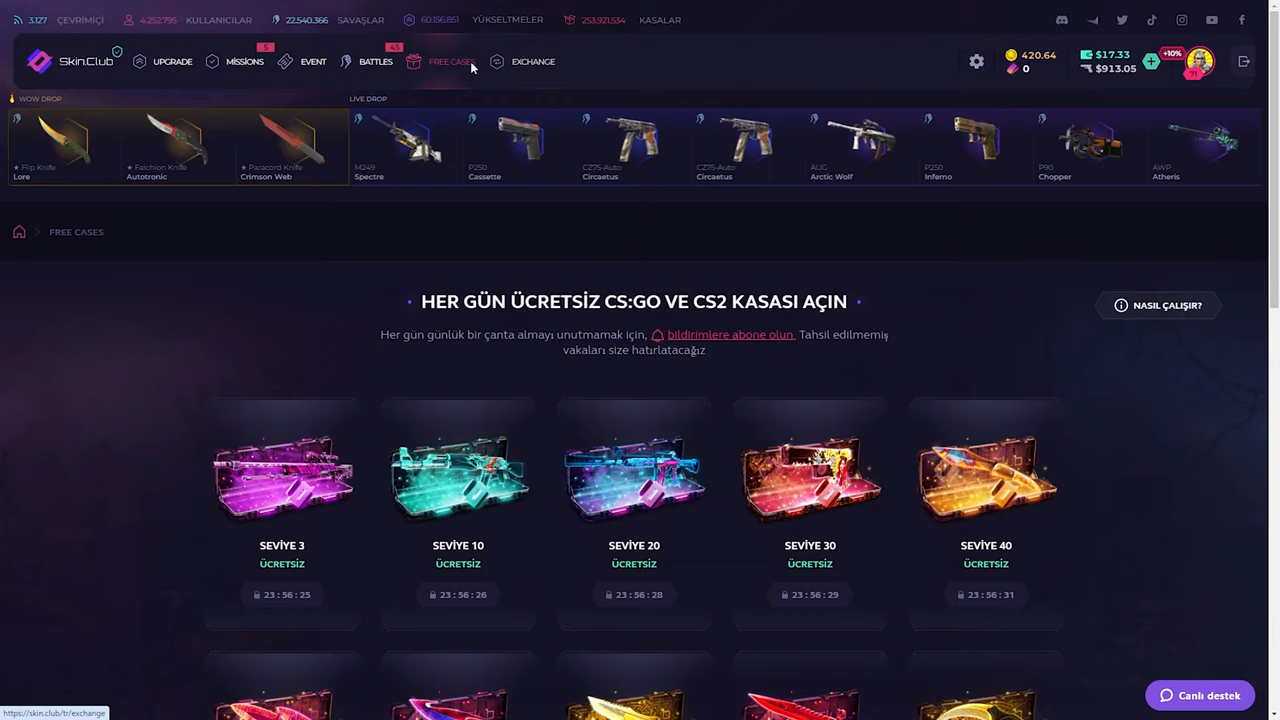 3.127 ÇEVRİMİÇİ 4.252.795 KULLANICILAR 22.540.366 SAVAŞLAR 60.156.851 YÜKSELTMELER 253.921.534 KASALAR
Skin.Club UPGRADE 5 MISSIONS EVENT 45 BATTLES FREE CASES EXCHANGE 420.64 0 $17.33 $913.05 +10% 71
WOW DROP LIVE DROP
★ Flip Knife ★ Falchion Knife ★ Paracord Knife M249 P250 CZ75-Auto CZ75-Auto AUG P250 P90 AWP
Lore Autotronic Crimson Web Spectre Cassette Circaetus Circaetus Arctic Wolf Inferno Chopper Atheris
FREE CASES
HER GÜN ÜCRETSİZ CS:GO VE CS2 KASASI AÇIN
NASIL ÇALIŞIR?
Her gün günlük bir çanta almayı unutmamak için, bildirimlere abone olun. Tahsil edilmemiş
vakaları size hatırlatacağız
SEVİYE 3 SEVİYE 10 SEVİYE 20 SEVİYE 30 SEVİYE 40
ÜCRETSİZ ÜCRETSİZ ÜCRETSİZ ÜCRETSİZ ÜCRETSİZ
23 : 56 : 25 23 : 56 : 26 23 : 56 : 28 23 : 56 : 29 23 : 56 : 31
Canlı destek
https://skin.club/tr/exchange